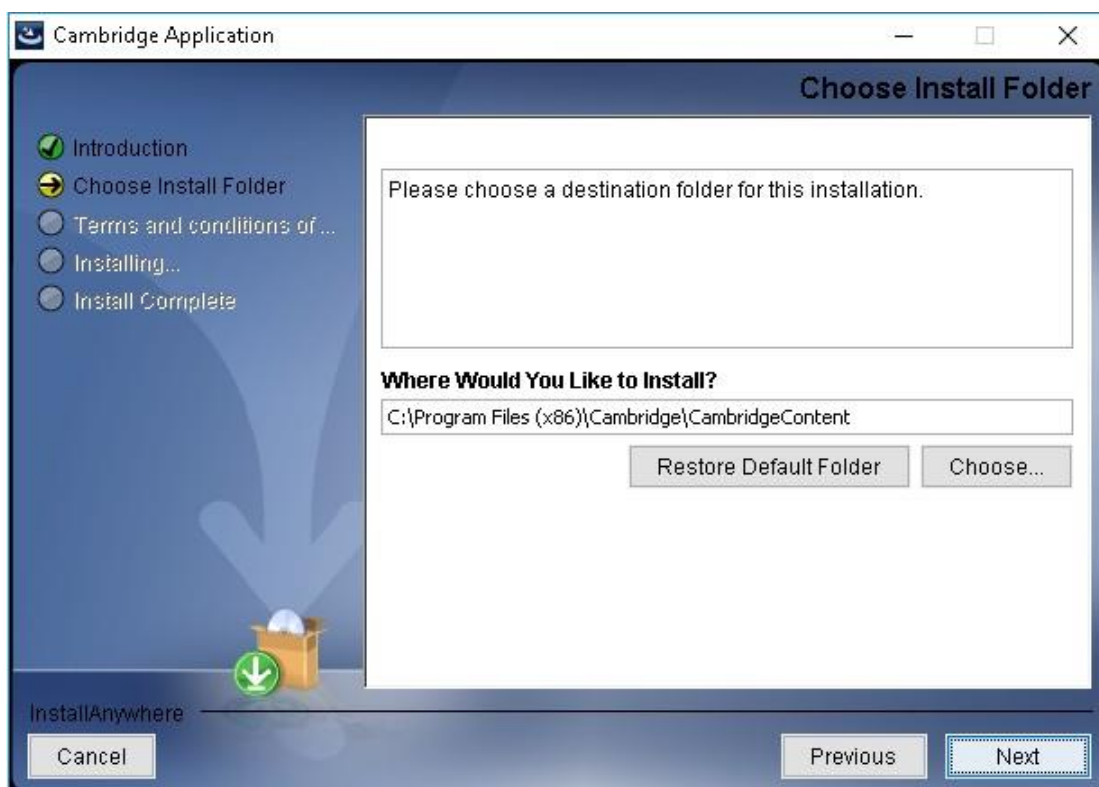 Cambridge Application
Choose Install Folder
Introduction
Choose Install Folder
Terms and conditions of ...
Installing...
Install Complete
Please choose a destination folder for this installation.
Where Would You Like to Install?
C:\Program Files (x86)\Cambridge\CambridgeContent
Restore Default Folder
Choose...
InstallAnywhere
Cancel
Previous
Next